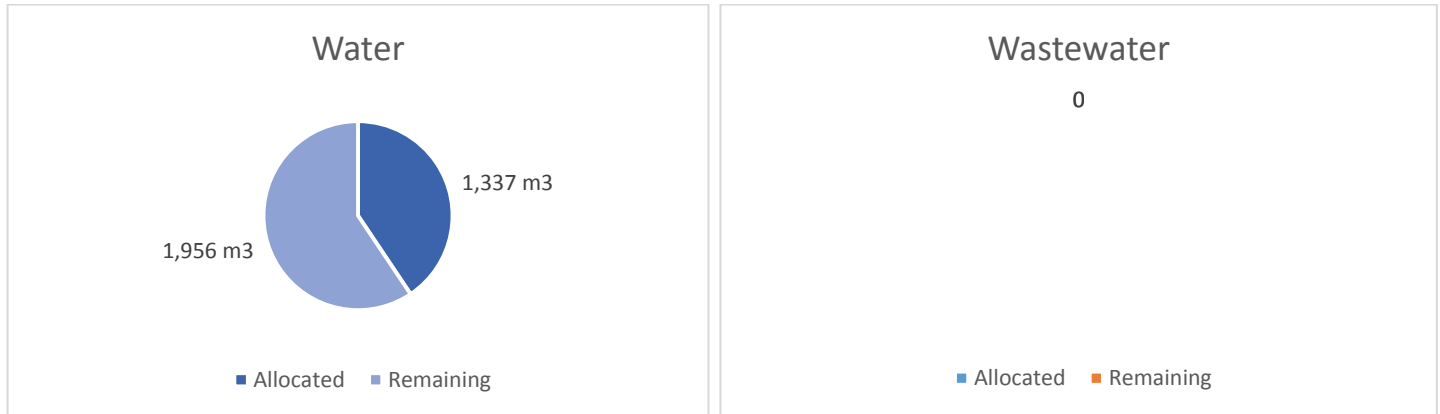 Water
1,337 m3
1,956 m3
Allocated
Remaining
Wastewater
0
Allocated
Remaining